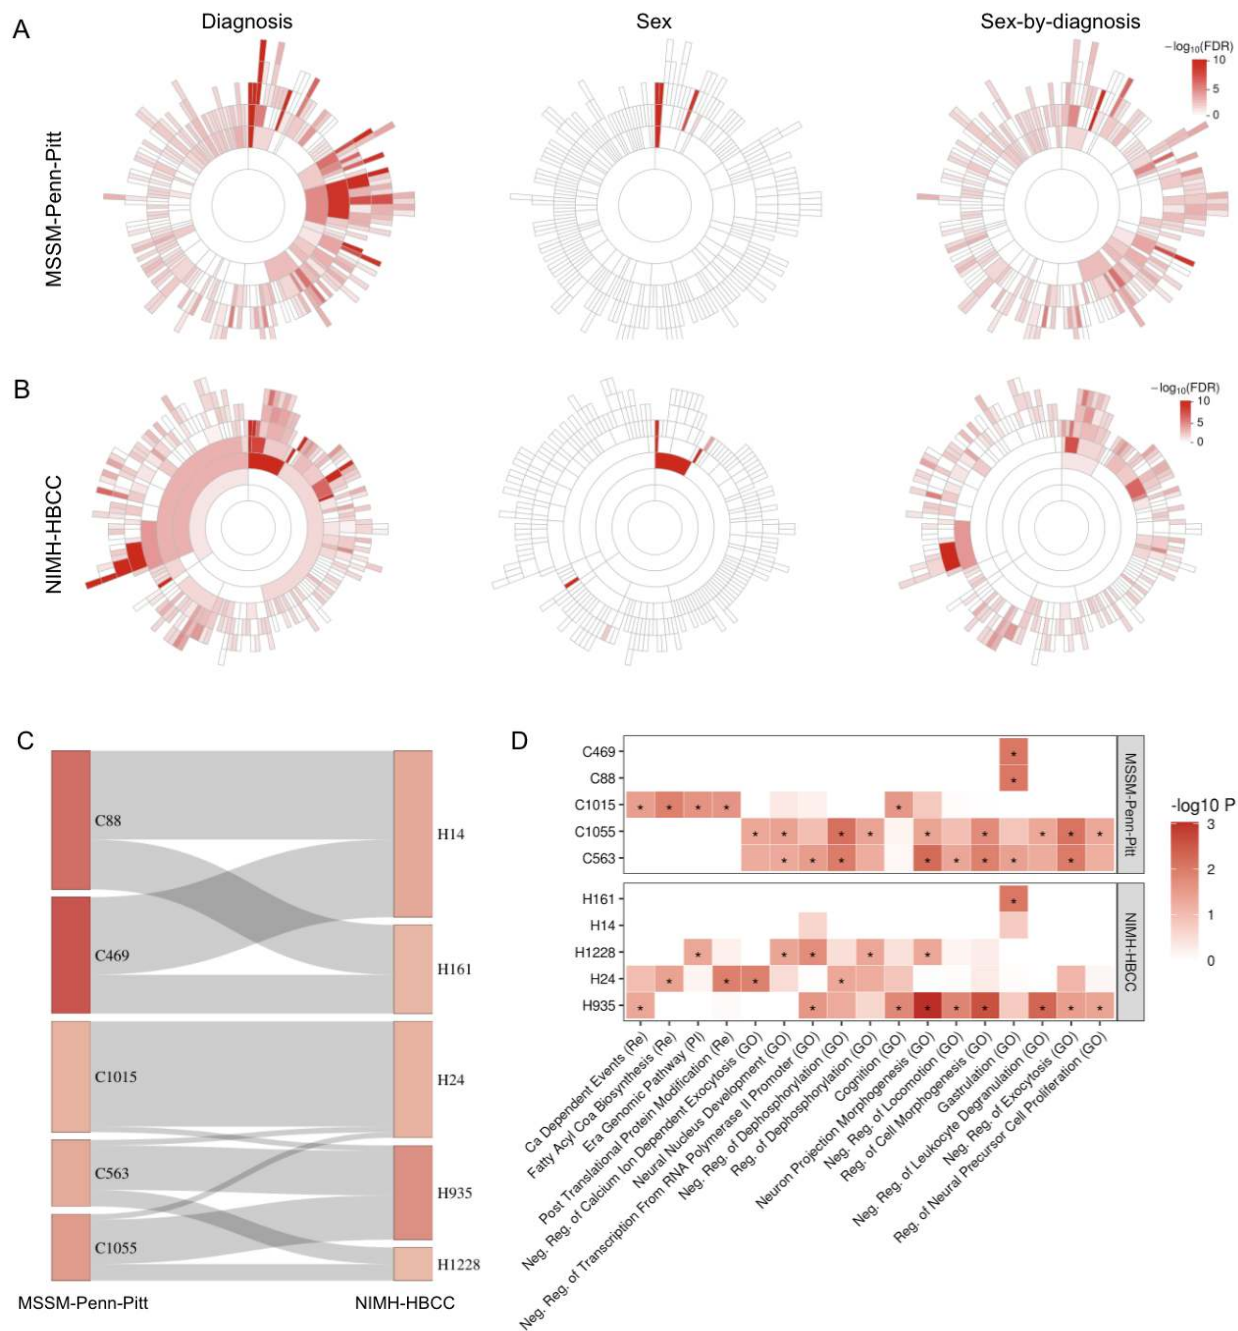 A
Diagnosis
Sex
Sex-by-diagnosis
−log10(FDR)
10
5
0
MSSM-Penn-Pitt
B
−log10(FDR)
10
5
0
NIMH-HBCC
C
C88
C469
C1015
C563
C1055
H14
H161
H24
H935
H1228
MSSM-Penn-Pitt
NIMH-HBCC
D
C469
C88
C1015
C1055
C563
MSSM-Penn-Pitt
H161
H14
H1228
H24
H935
NIMH-HBCC
* 
* 
* * * * *
* * * * * * * *
* * * * * * * *
*
* * * * *
* * * *
* * * * * * * * *
-log10 P
3
2
1
0
Ca Dependent Events (Re)
Fatty Acyl Coa Biosynthesis (Re)
Era Genomic Pathway (PI)
Post Translational Protein Modification (Re)
Neg. Reg. of Calcium Ion Dependent Exocytosis (GO)
Neural Nucleus Development (GO)
Neg. Reg. of Transcription From RNA Polymerase II Promoter (GO)
Neg. Reg. of Dephosphorylation (GO)
Reg. of Dephosphorylation (GO)
Cognition (GO)
Neuron Projection Morphogenesis (GO)
Neg. Reg. of Locomotion (GO)
Reg. of Cell Morphogenesis (GO)
Gastrulation (GO)
Neg. Reg. of Leukocyte Degranulation (GO)
Neg. Reg. of Exocytosis (GO)
Reg. of Neural Precursor Cell Proliferation (GO)